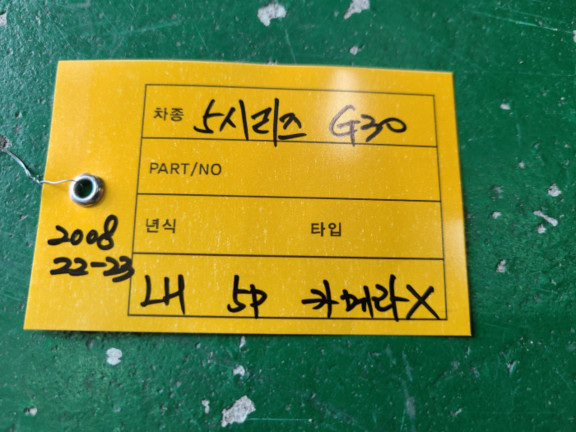 차종 5시리즈 G30
PART/NO
년식 타입
2008
22-23
LH 5P 카메라X